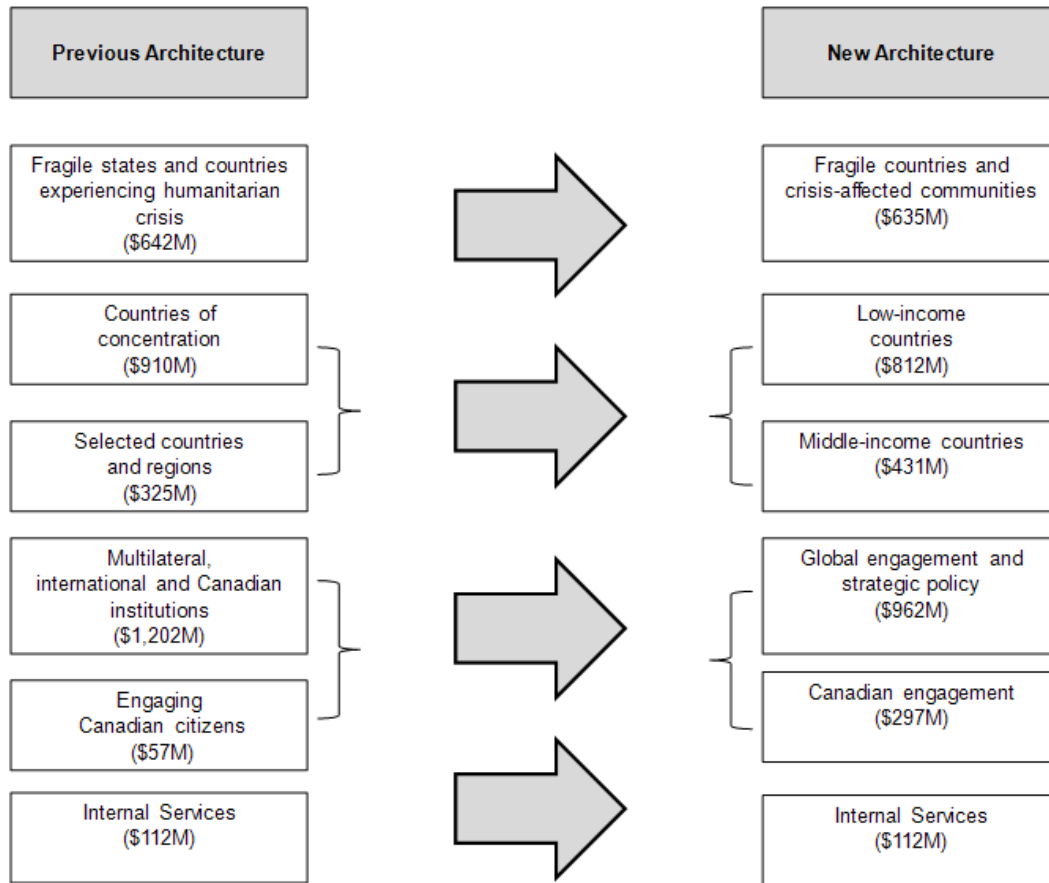 Previous Architecture
New Architecture
Fragile states and countries
experiencing humanitarian
crisis
($642M)
Fragile countries and
crisis-affected communities
($635M)
Countries of
concentration
($910M)
Low-income
countries
($812M)
Selected countries
and regions
($325M)
Middle-income countries
($431M)
Multilateral,
international and Canadian
institutions
($1,202M)
Global engagement and
strategic policy
($962M)
Engaging
Canadian citizens
($57M)
Canadian engagement
($297M)
Internal Services
($112M)
Internal Services
($112M)